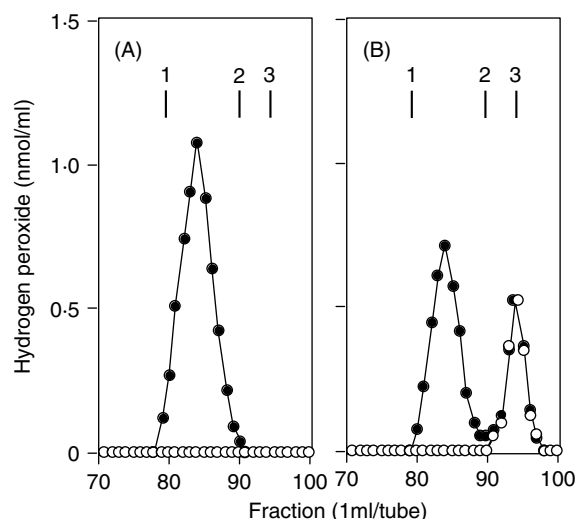 (A)
1 2 3
(B)
1 2 3
Hydrogen peroxide (nmol/ml)
1·5
1·0
0·5
0
70 80 90 100
70 80 90 100
Fraction (1ml/tube)